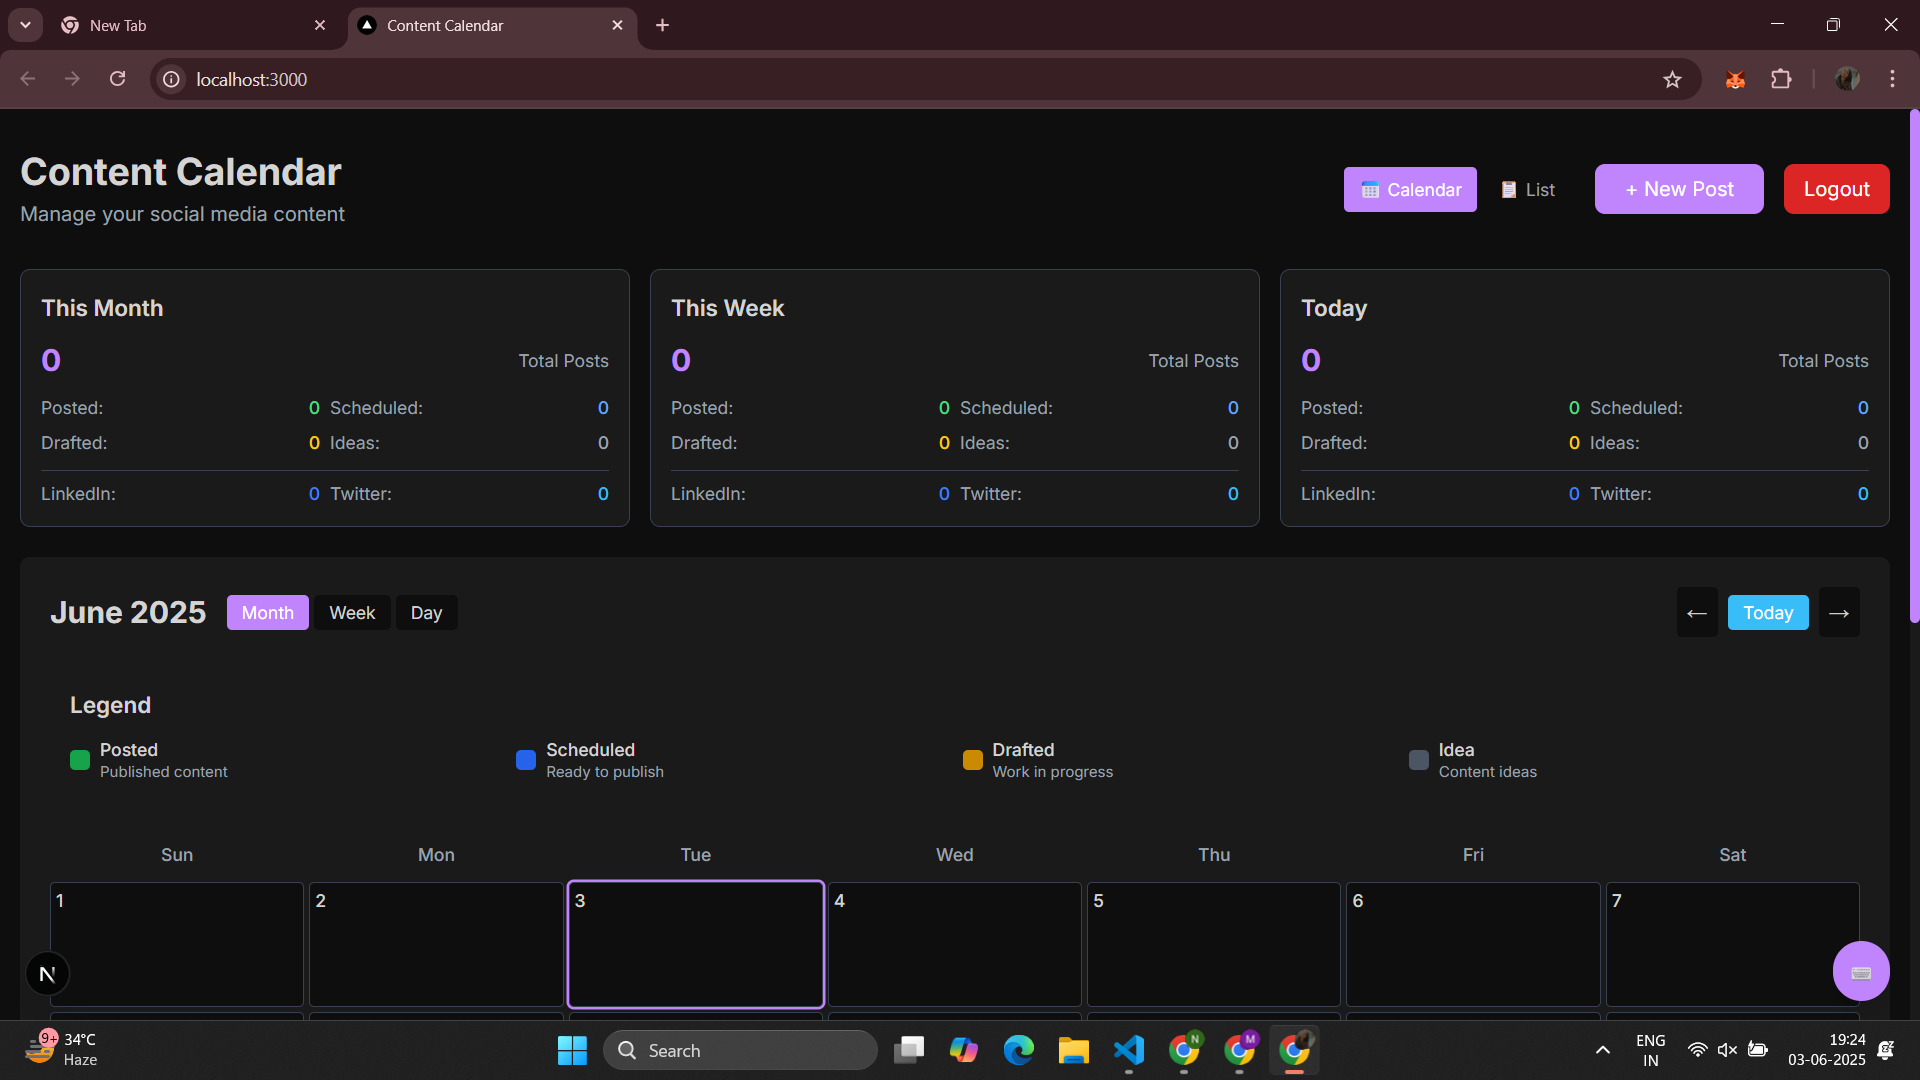 New Tab
Content Calendar
localhost:3000
Content Calendar
Manage your social media content
Calendar
List
+ New Post
Logout
This Month
0 Total Posts
Posted: 0 Scheduled: 0
Drafted: 0 Ideas: 0
LinkedIn: 0 Twitter: 0
This Week
0 Total Posts
Posted: 0 Scheduled: 0
Drafted: 0 Ideas: 0
LinkedIn: 0 Twitter: 0
Today
0 Total Posts
Posted: 0 Scheduled: 0
Drafted: 0 Ideas: 0
LinkedIn: 0 Twitter: 0
June 2025
Month
Week
Day
←
Today
→
Legend
Posted
Published content
Scheduled
Ready to publish
Drafted
Work in progress
Idea
Content ideas
Sun Mon Tue Wed Thu Fri Sat
1 2 3 4 5 6 7
N
9+
34°C
Haze
Search
N
M
ENG
IN
19:24
03-06-2025